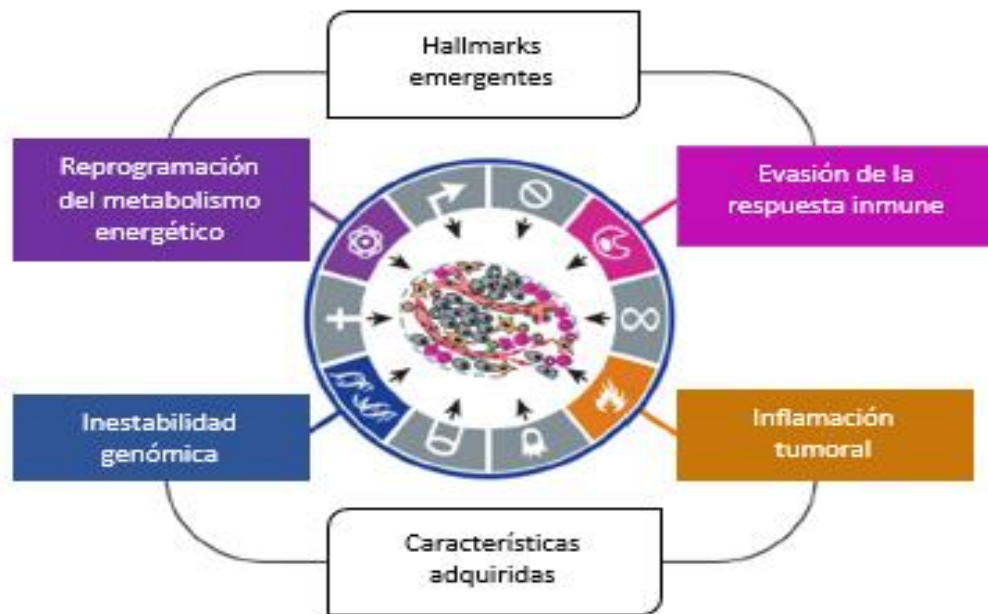 Hallmarks
emergentes
Reprogramación
del metabolismo
energético
Evasión de la
respuesta inmune
Inestabilidad
genómica
Inflamación
tumoral
Características
adquiridas